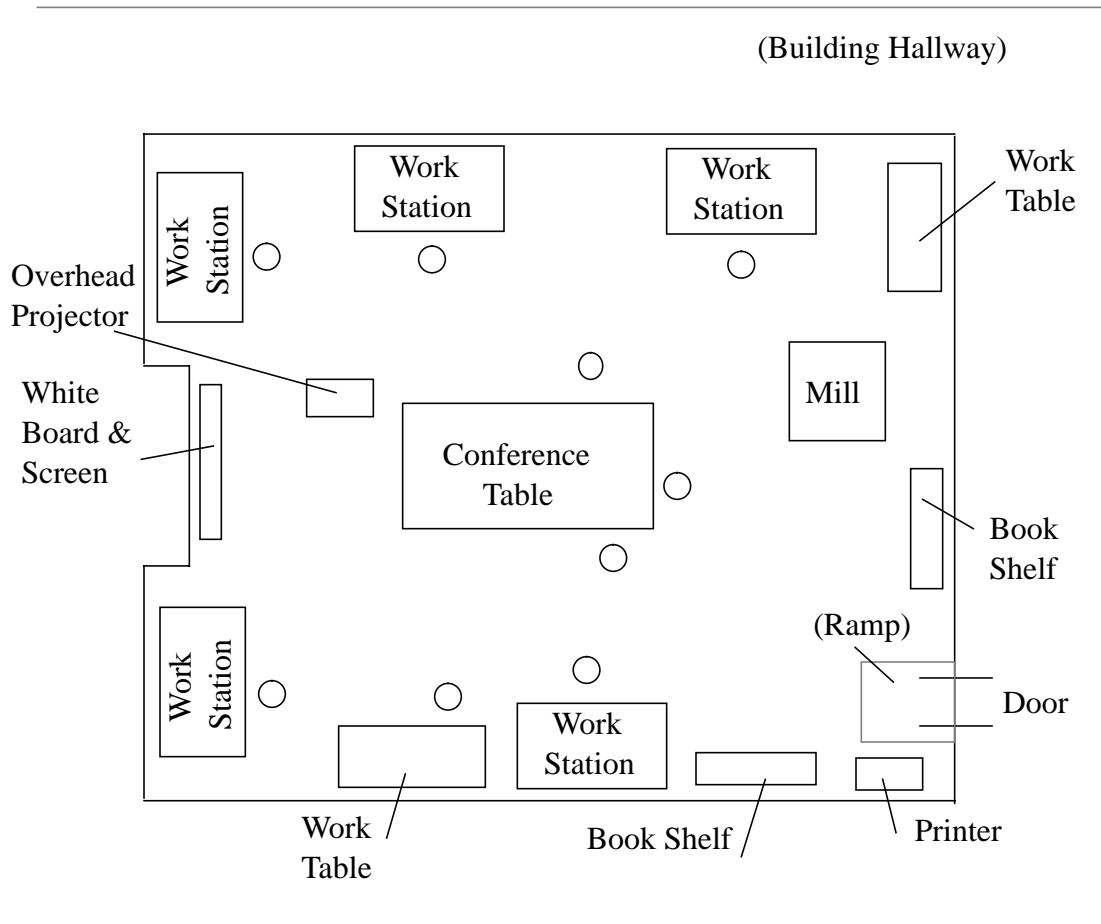 (Building Hallway)
Work
Station
Work
Station
Work
Table
Work
Station
Overhead
Projector
White
Board &
Screen
Mill
Conference
Table
Book
Shelf
(Ramp)
Work
Station
Door
Work
Station
Work
Table
Book Shelf
Printer